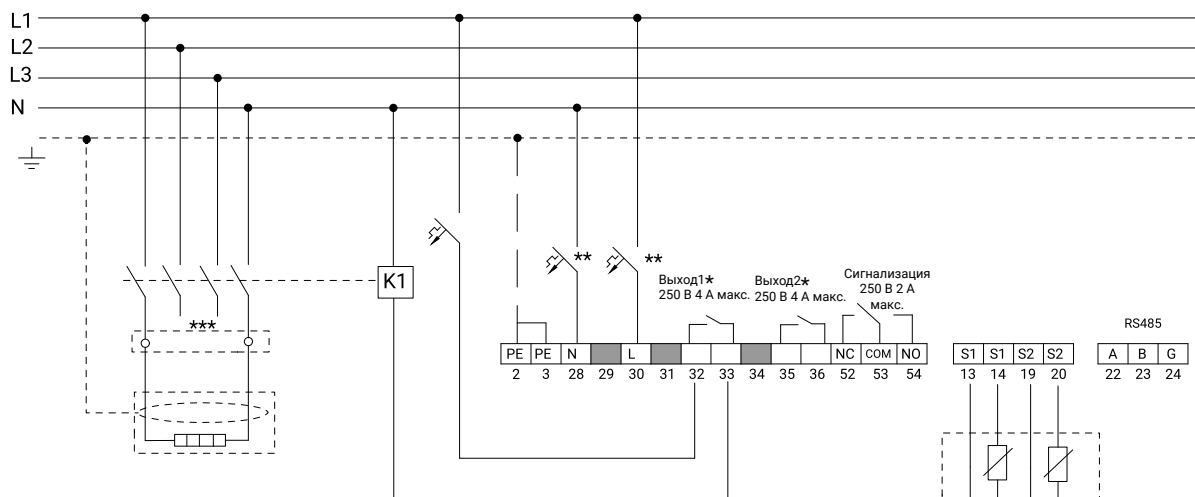 L1
L2
L3
N
K1
**
**
***
Выход1*
250 В 4 А макс.
Выход2*
250 В 4 А макс.
Сигнализация
250 В 2 А
макс.
RS485
PE PE N L NC COM NO
2 3 28 29 30 31 32 33 34 35 36 52 53 54
S1 S1 S2 S2
13 14 19 20
A B G
22 23 24